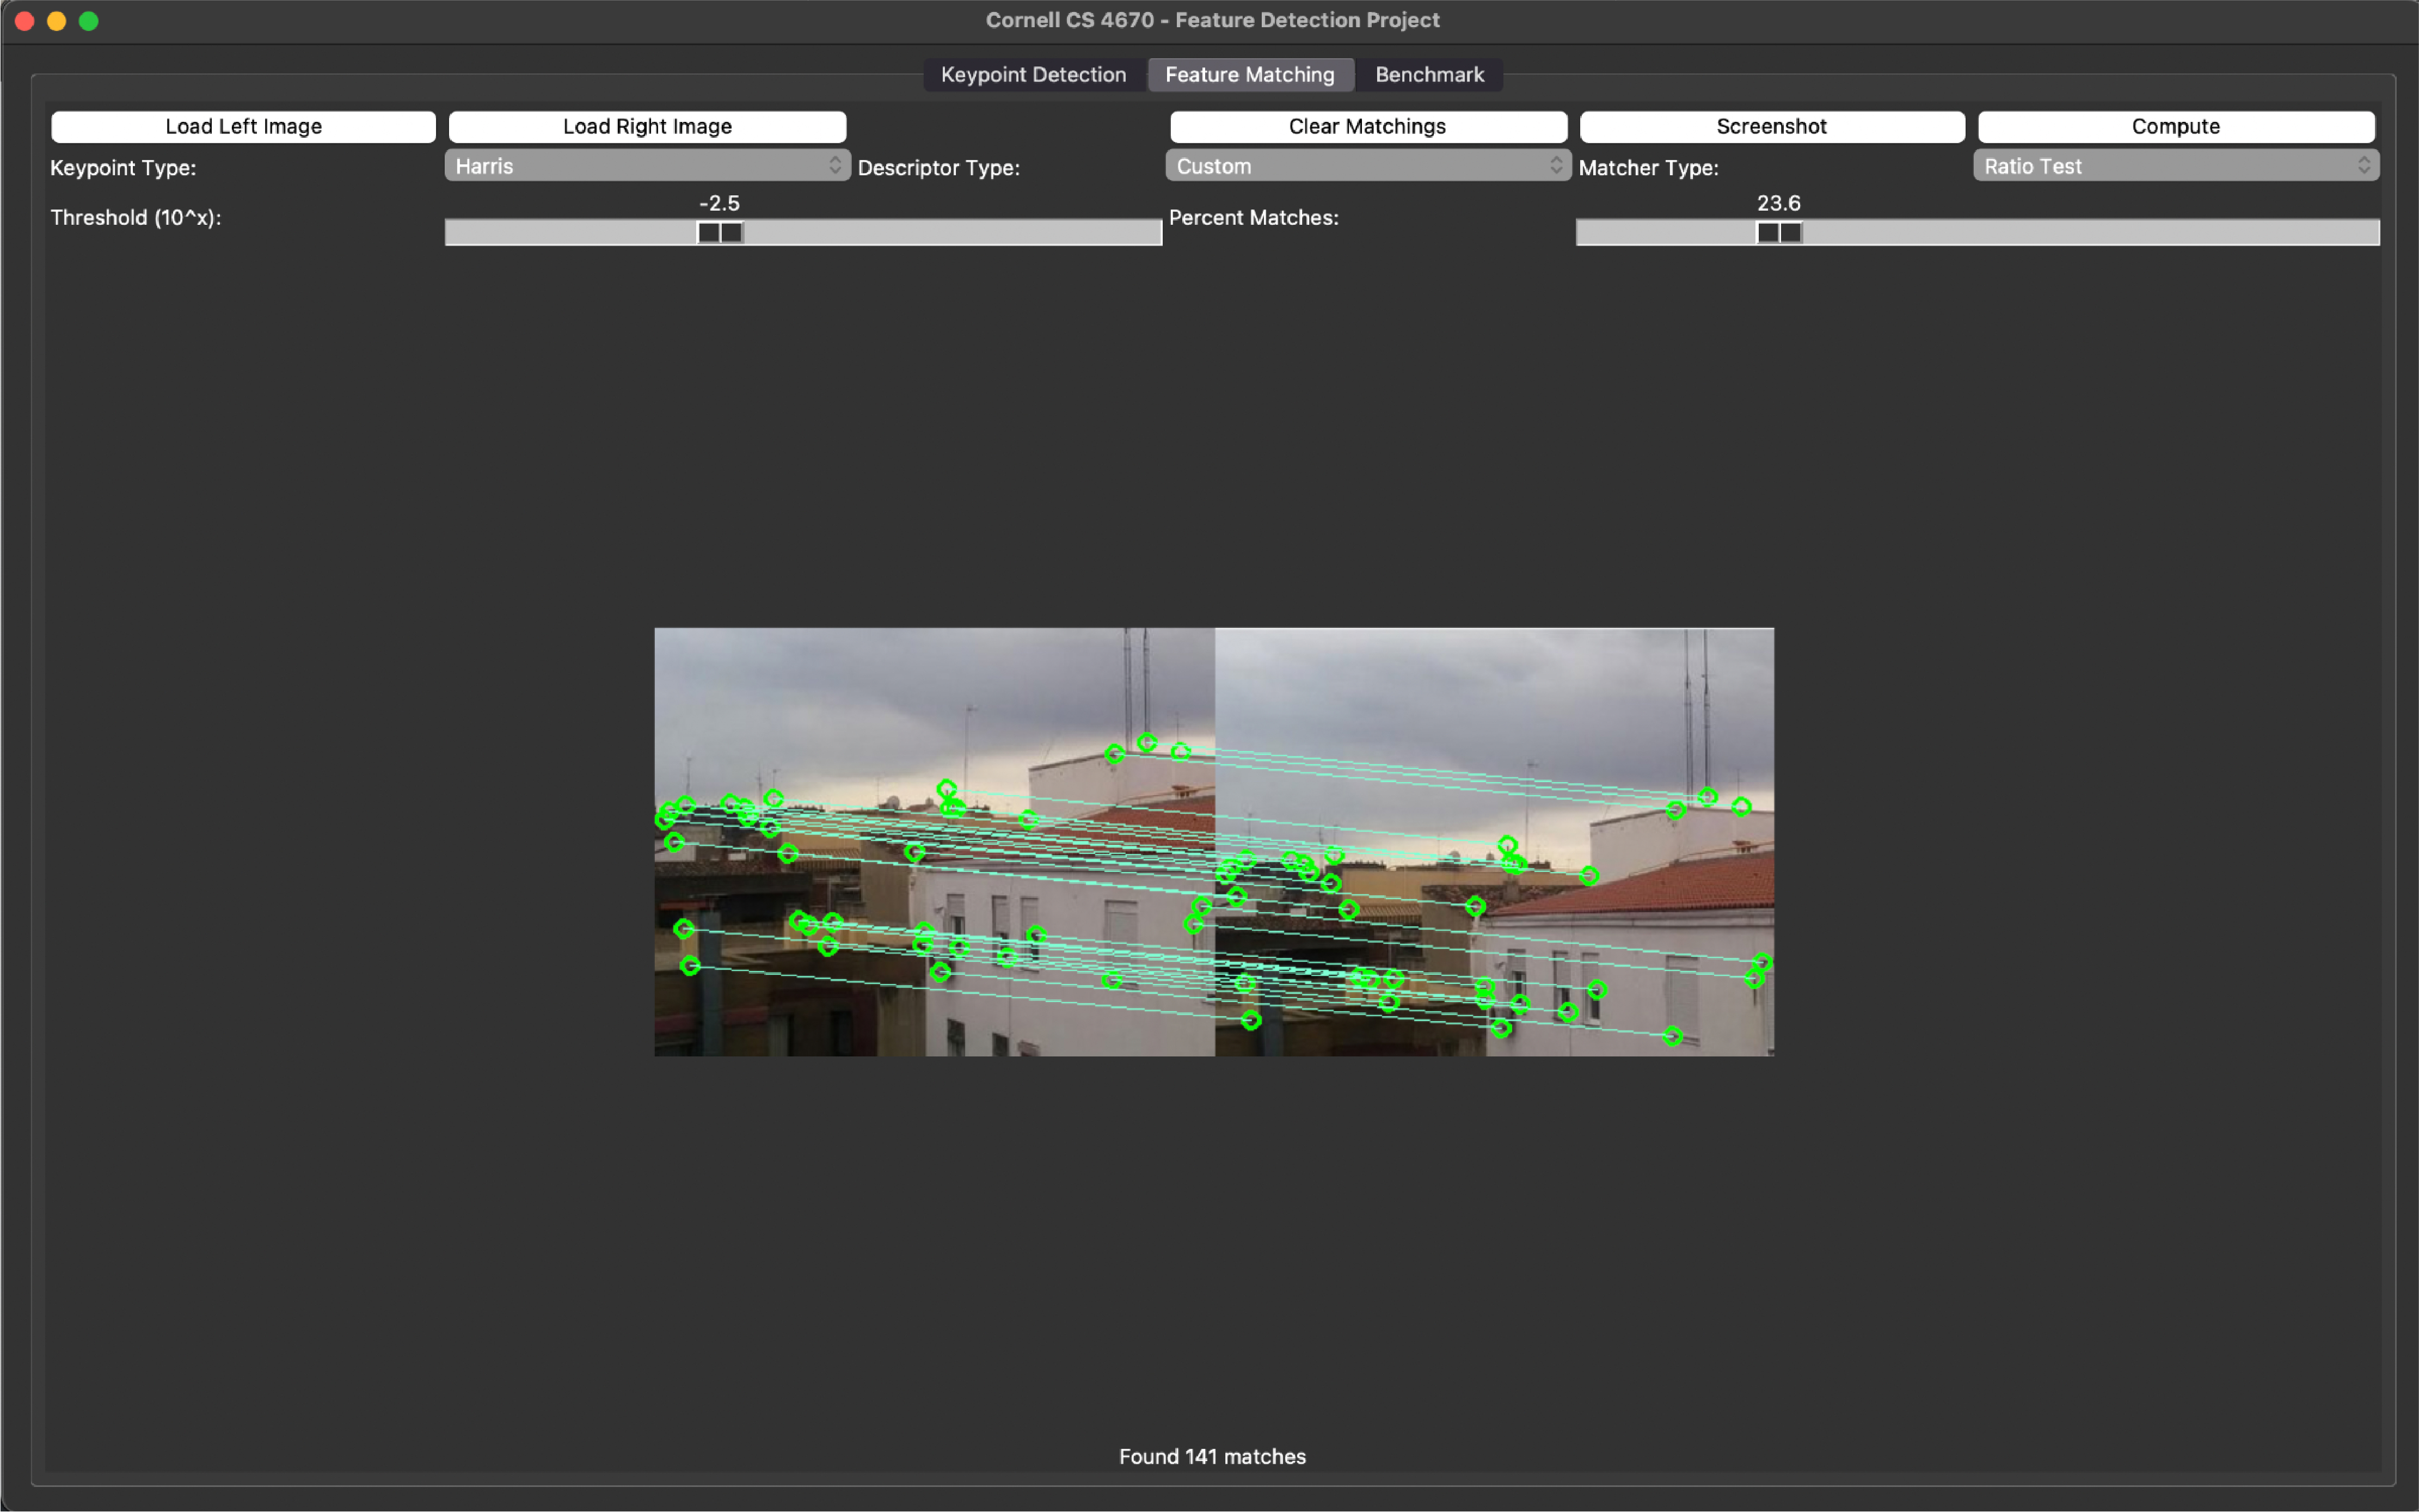 Cornell CS 4670 - Feature Detection Project
Keypoint Detection Feature Matching Benchmark
Load Left Image Load Right Image Clear Matchings Screenshot Compute
Keypoint Type: Harris Descriptor Type: Custom Matcher Type: Ratio Test
-2.5 23.6
Threshold (10^x): Percent Matches:
Found 141 matches